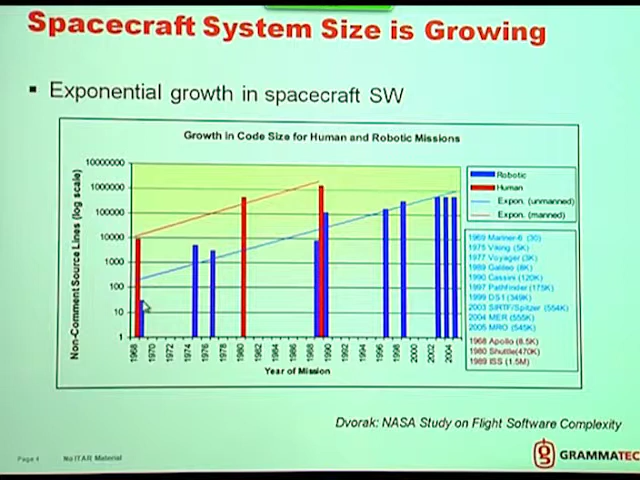 Spacecraft System Size is Growing
Exponential growth in spacecraft SW
Growth in Code Size for Human and Robotic Missions
Non-Comment Source Lines (log scale)
10000000
1000000
100000
10000
1000
100
10
1
1968 1970 1972 1974 1976 1978 1980 1982 1984 1986 1988 1990 1992 1994 1996 1998 2000 2002 2004
Year of Mission
Robotic
Human
Expon. (unmanned)
Expon. (manned)
1969 Mariner-6 (30)
1975 Viking (5K)
1977 Voyager (3K)
1989 Galileo (8K)
1990 Cassini (120K)
1997 Pathfinder (175K)
1999 DS1 (349K)
2003 SIRTF/Spitzer (554K)
2004 MER (555K)
2005 MRO (545K)
1968 Apollo (8.5K)
1980 Shuttle(470K)
1989 ISS (1.5M)
Dvorak: NASA Study on Flight Software Complexity
Page 4
No ITAR Material
GRAMMATEC